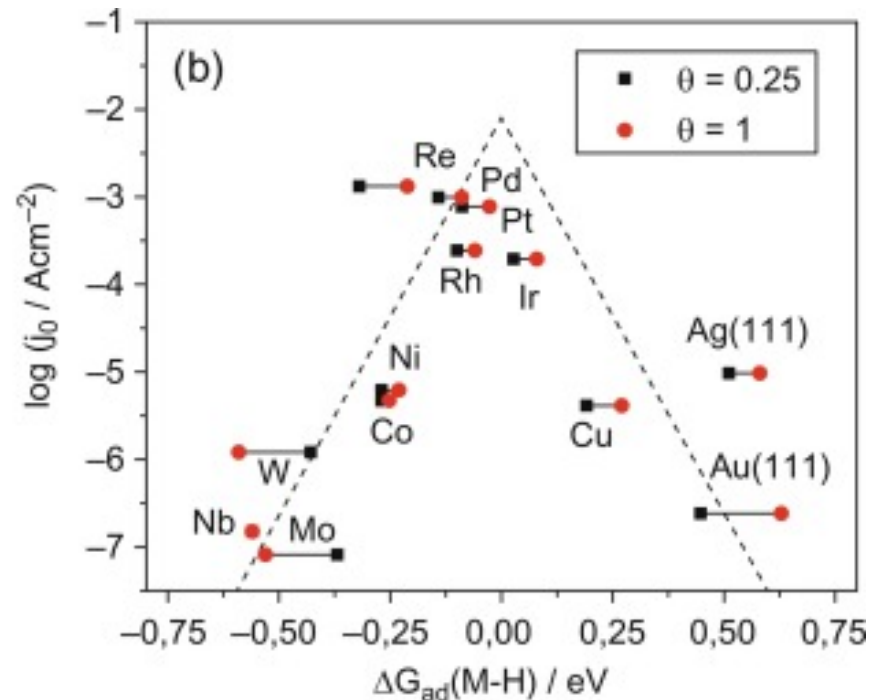 (b)
θ = 0.25
θ = 1
log (j₀ / Acm⁻²)
–1
–2
–3
–4
–5
–6
–7
Re
Pd
Pt
Rh
Ir
Ni
Co
Cu
Ag(111)
Au(111)
W
Nb
Mo
–0,75 –0,50 –0,25 0,00 0,25 0,50 0,75
ΔG_ad(M-H) / eV